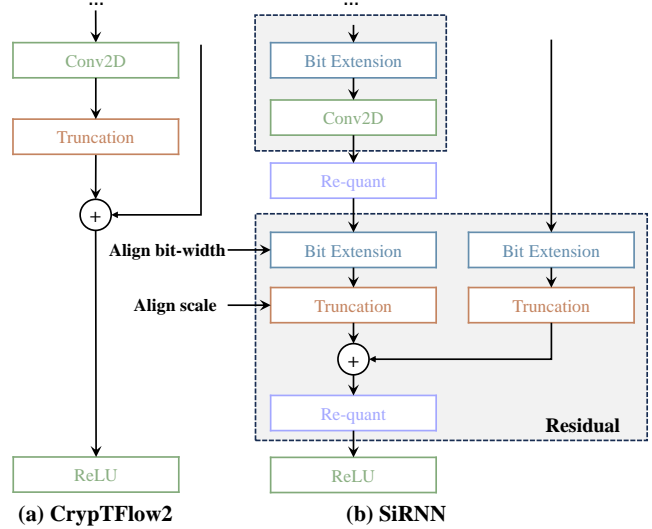 ...
Conv2D
Truncation
+
ReLU
(a) CrypTFlow2
...
Bit Extension
Conv2D
Re-quant
Align bit-width
Bit Extension
Bit Extension
Align scale
Truncation
Truncation
+
Re-quant
Residual
ReLU
(b) SiRNN